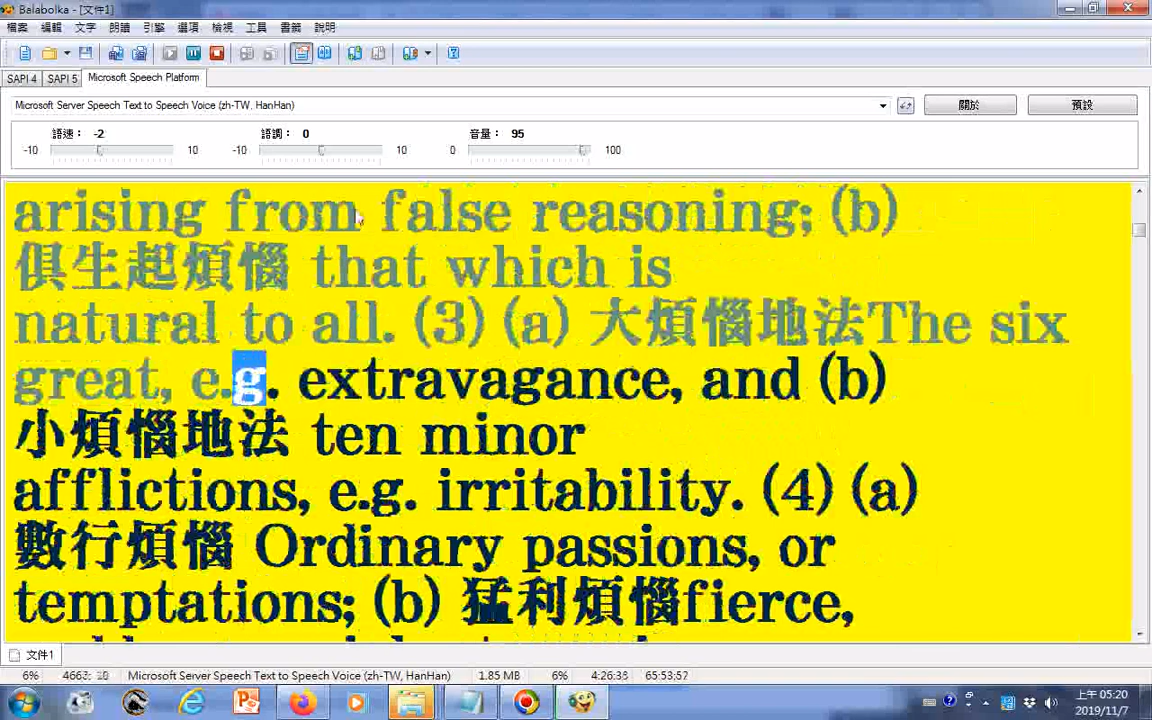 Balabolka - [文件1]
檔案 編輯 文字 朗讀 引擎 選項 檢視 工具 書籤 說明
SAPI 4 SAPI 5 Microsoft Speech Platform
Microsoft Server Speech Text to Speech Voice (zh-TW, HanHan) 關於 預設
語速： -2 語調： 0 音量： 95
-10 10 -10 10 0 100
arising from false reasoning; (b)
俱生起煩惱 that which is
natural to all. (3) (a) 大煩惱地法The six
great, e.g. extravagance, and (b)
小煩惱地法 ten minor
afflictions, e.g. irritability. (4) (a)
數行煩惱 Ordinary passions, or
temptations; (b) 猛利煩惱fierce,
文件1
6% Microsoft Server Speech Text to Speech Voice (zh-TW, HanHan) 1.85 MB 6% 4:26:38 65:53:52
上午 05:20
2019/11/7